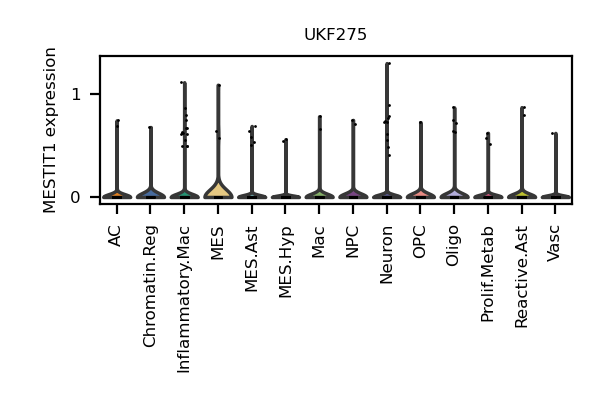 UKF275
MESTIT1 expression
1
0
AC
Chromatin.Reg
Inflammatory.Mac
MES
MES.Ast
MES.Hyp
Mac
NPC
Neuron
OPC
Oligo
Prolif.Metab
Reactive.Ast
Vasc